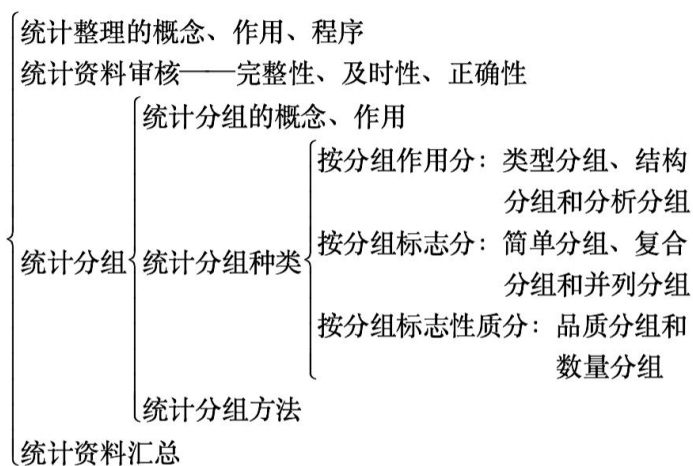 统计整理的概念、作用、程序
统计资料审核——完整性、及时性、正确性
统计分组的概念、作用
按分组作用分：类型分组、结构
分组和分析分组
统计分组
统计分组种类
按分组标志分：简单分组、复合
分组和并列分组
按分组标志性质分：品质分组和
数量分组
统计分组方法
统计资料汇总